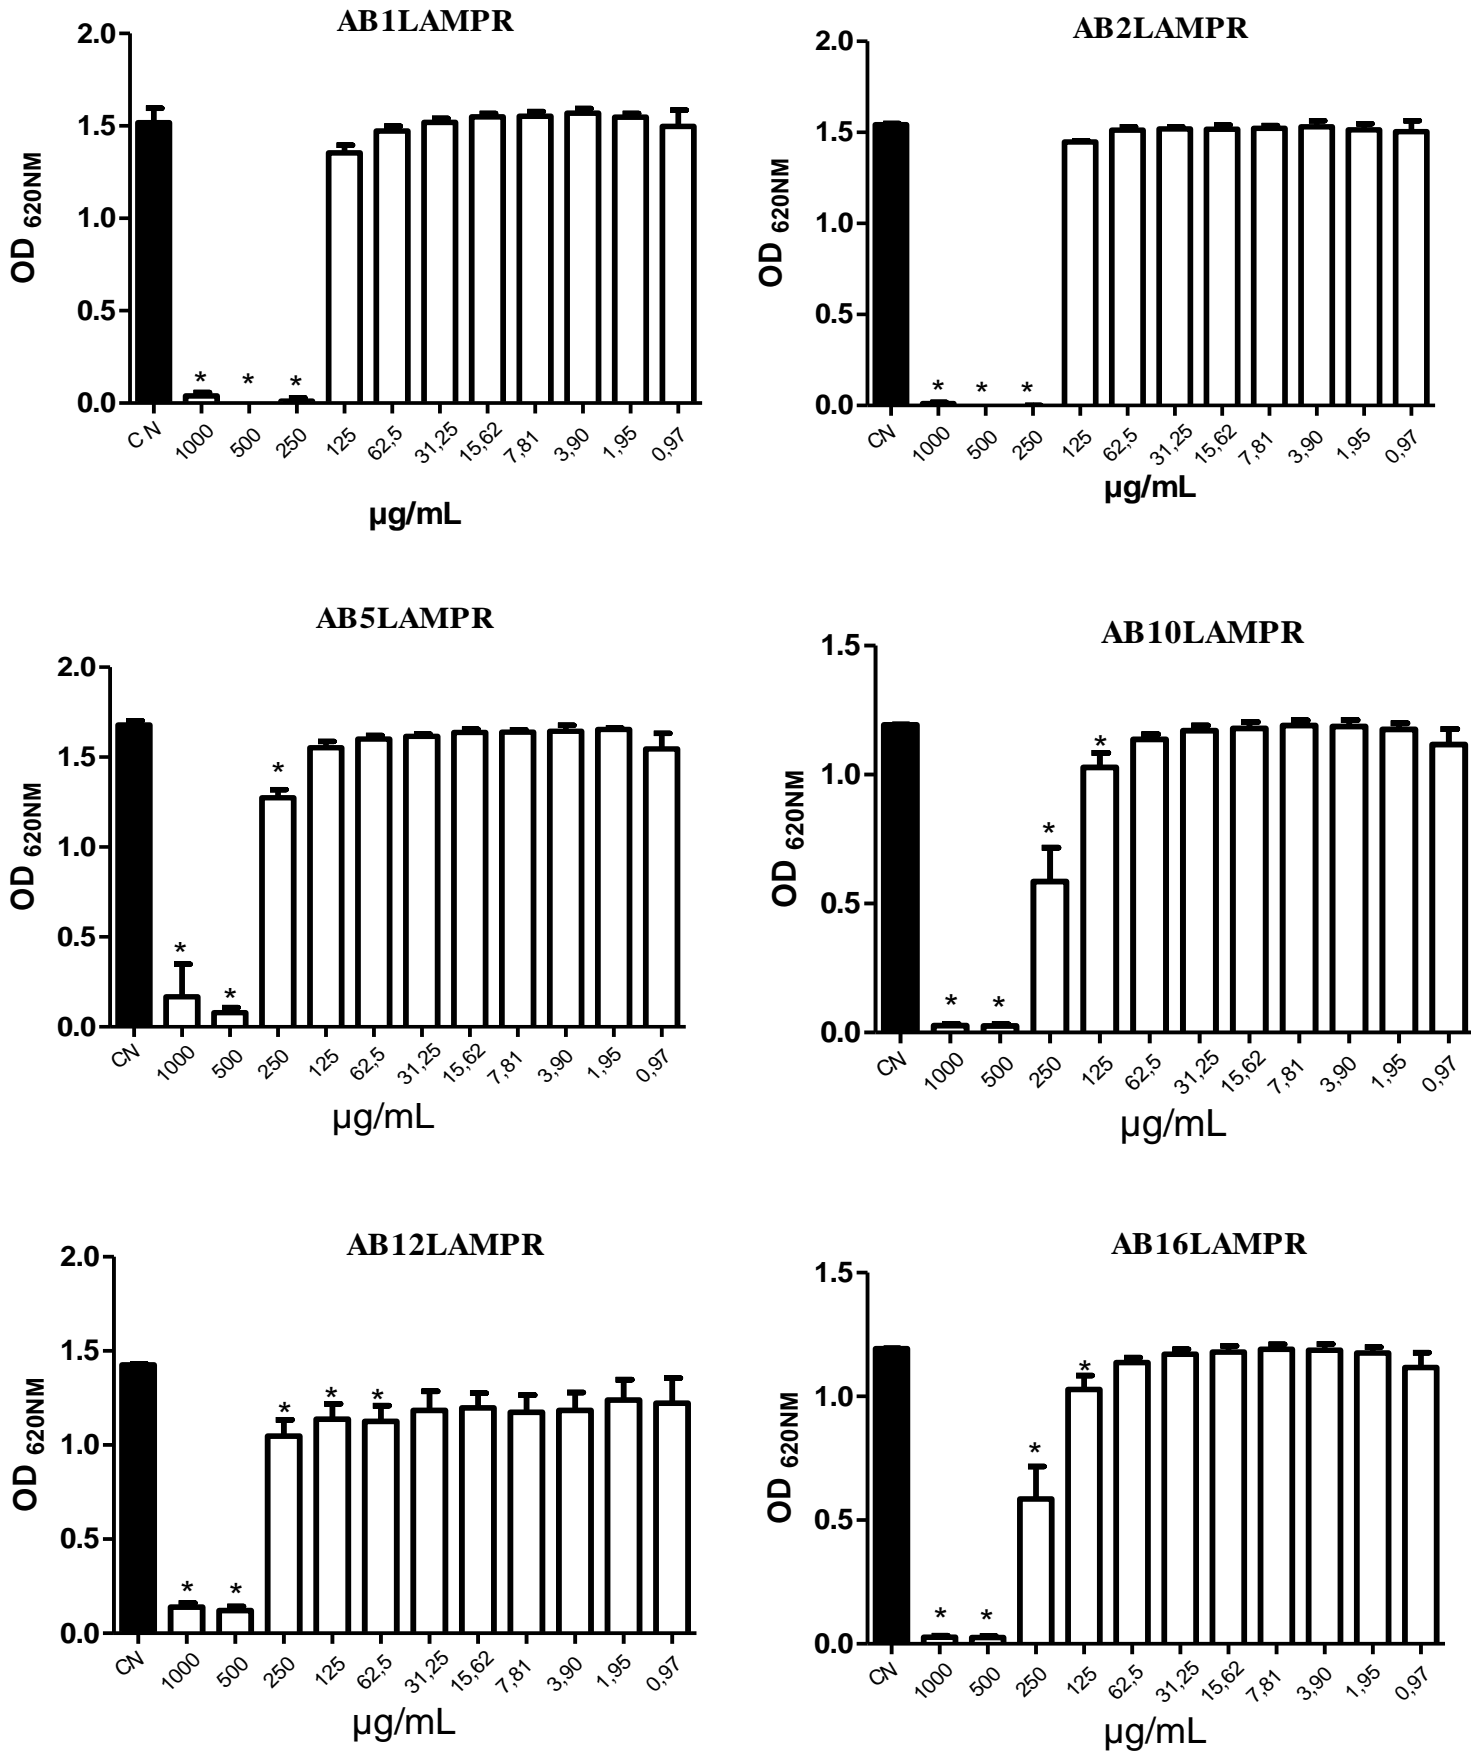 AB1LAMPR
2.0
1.5
1.0
0.5
0.0
OD 620NM
* * *
C N 1000 500 250 125 62,5 31,25 15,62 7,81 3,90 1,95 0,97
µg/mL
AB2LAMPR
2.0
1.5
1.0
0.5
0.0
OD 620NM
* * *
CN 1000 500 250 125 62,5 31,25 15,62 7,81 3,90 1,95 0,97
µg/mL
AB5LAMPR
2.0
1.5
1.0
0.5
0.0
OD 620NM
* * *
CN 1000 500 250 125 62,5 31,25 15,62 7,81 3,90 1,95 0,97
µg/mL
AB10LAMPR
1.5
1.0
0.5
0.0
OD 620NM
* * * *
CN 1000 500 250 125 62,5 31,25 15,62 7,81 3,90 1,95 0,97
µg/mL
AB12LAMPR
2.0
1.5
1.0
0.5
0.0
OD 620NM
* * * * *
CN 1000 500 250 125 62,5 31,25 15,62 7,81 3,90 1,95 0,97
µg/mL
AB16LAMPR
1.5
1.0
0.5
0.0
OD 620NM
* * * *
CN 1000 500 250 125 62,5 31,25 15,62 7,81 3,90 1,95 0,97
µg/mL